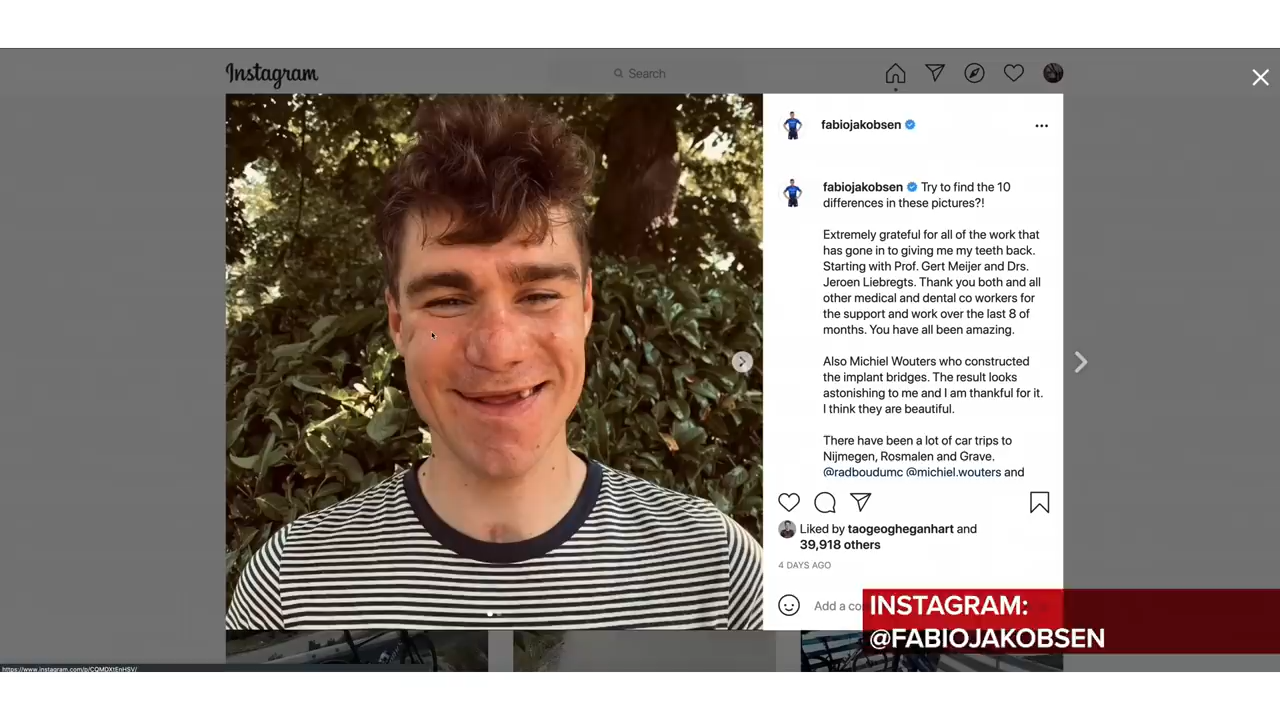 Instagram
Search
fabiojakobsen
fabiojakobsen Try to find the 10
differences in these pictures?!
Extremely grateful for all of the work that
has gone in to giving me my teeth back.
Starting with Prof. Gert Meijer and Drs.
Jeroen Liebregts. Thank you both and all
other medical and dental co workers for
the support and work over the last 8 of
months. You have all been amazing.
Also Michiel Wouters who constructed
the implant bridges. The result looks
astonishing to me and I am thankful for it.
I think they are beautiful.
There have been a lot of car trips to
Nijmegen, Rosmalen and Grave.
@radboudumc @michiel.wouters and
Liked by taogeogheganhart and
39,918 others
4 DAYS AGO
Add a co
INSTAGRAM:
@FABIOJAKOBSEN